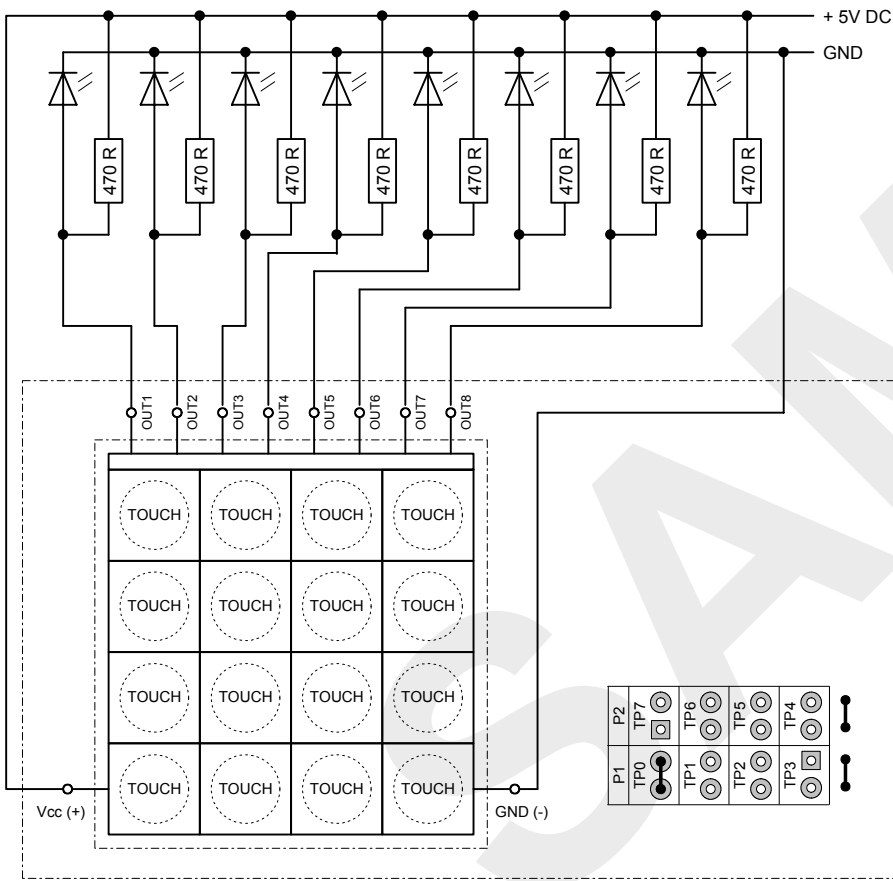 + 5V DC
GND
470 R 470 R 470 R 470 R 470 R 470 R 470 R 470 R
OUT1 OUT2 OUT3 OUT4 OUT5 OUT6 OUT7 OUT8
TOUCH TOUCH TOUCH TOUCH
TOUCH TOUCH TOUCH TOUCH
TOUCH TOUCH TOUCH TOUCH
TOUCH TOUCH TOUCH TOUCH
Vcc (+)
GND (-)
P2 TP7 TP6 TP5 TP4
P1 TP0 TP1 TP2 TP3